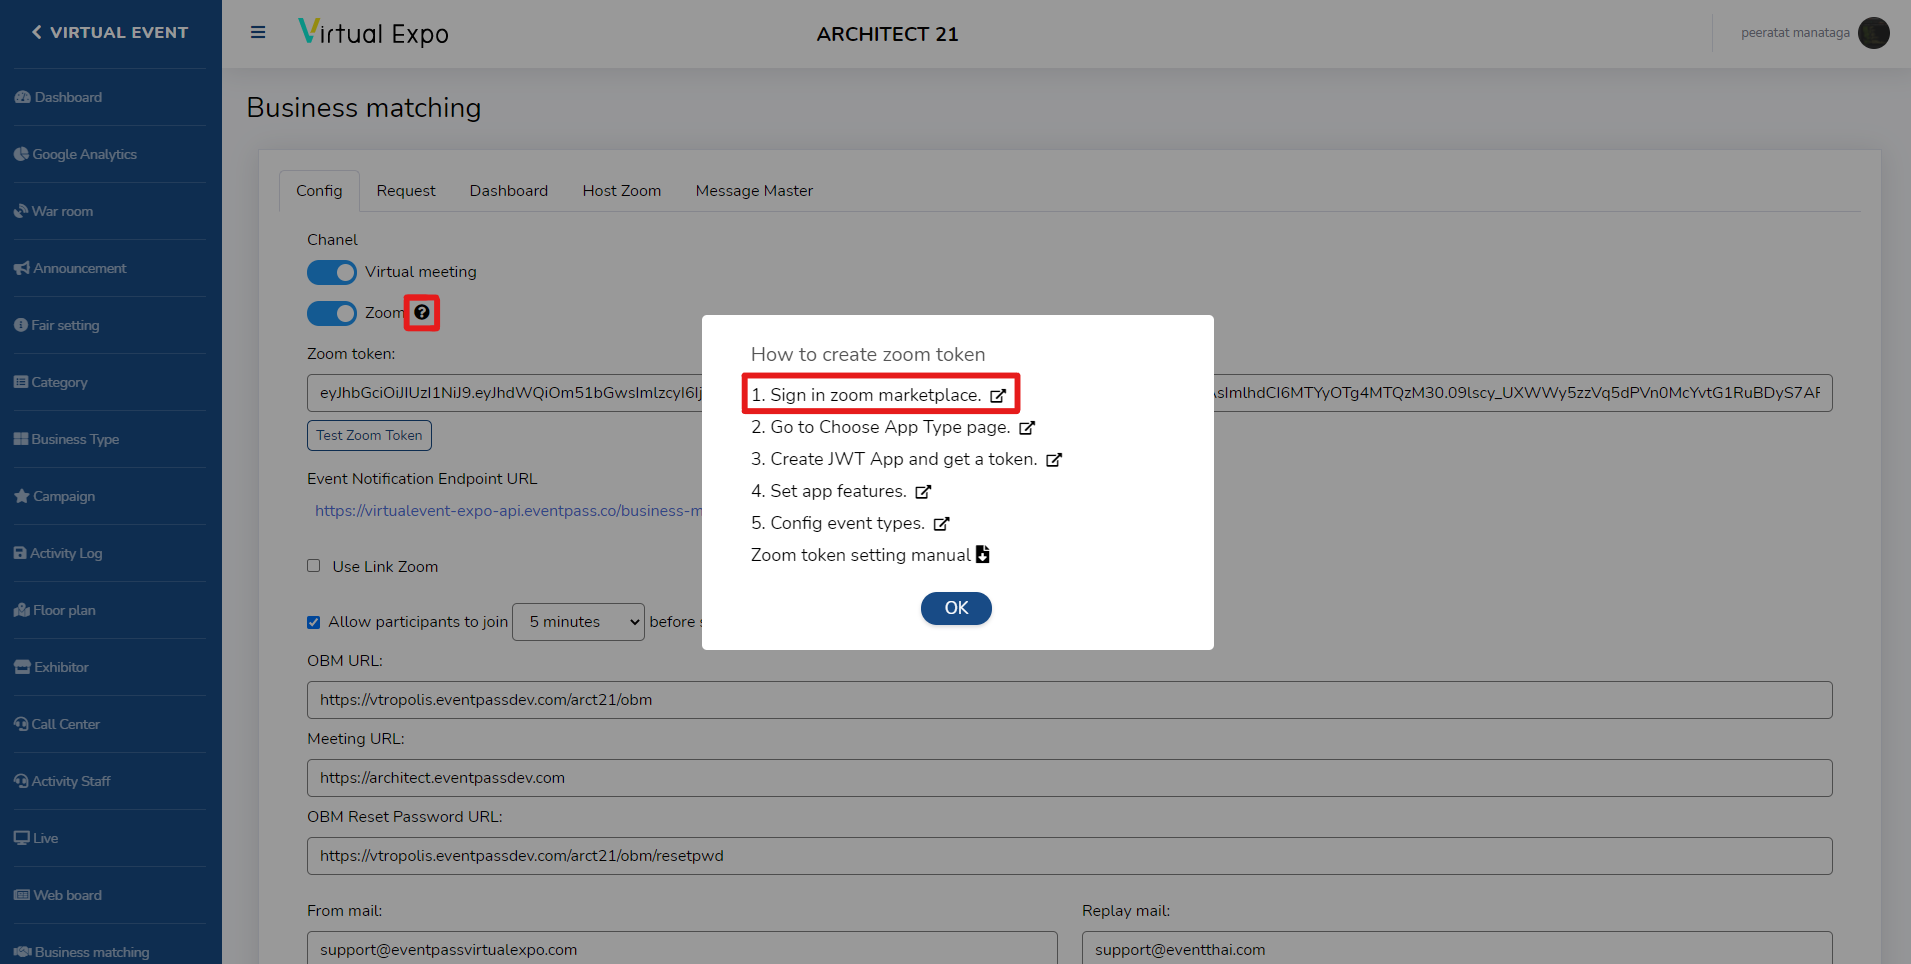 VIRTUAL EVENT
Virtual Expo
ARCHITECT 21
peeratat manataga
Dashboard
Google Analytics
War room
Announcement
Fair setting
Category
Business Type
Campaign
Activity Log
Floor plan
Exhibitor
Call Center
Activity Staff
Live
Web board
Business matching
Business matching
Config Request Dashboard Host Zoom Message Master
Chanel
Virtual meeting
Zoom
Zoom token:
Test Zoom Token
Event Notification Endpoint URL
https://virtualevent-expo-api.eventpass.co/business-m
Use Link Zoom
Allow participants to join 5 minutes before
OBM URL:
https://vtropolis.eventpassdev.com/arct21/obm
Meeting URL:
https://architect.eventpassdev.com
OBM Reset Password URL:
https://vtropolis.eventpassdev.com/arct21/obm/resetpwd
From mail:
support@eventpassvirtualexpo.com
Replay mail:
support@eventthai.com
How to create zoom token
1. Sign in zoom marketplace.
2. Go to Choose App Type page.
3. Create JWT App and get a token.
4. Set app features.
5. Config event types.
Zoom token setting manual
OK